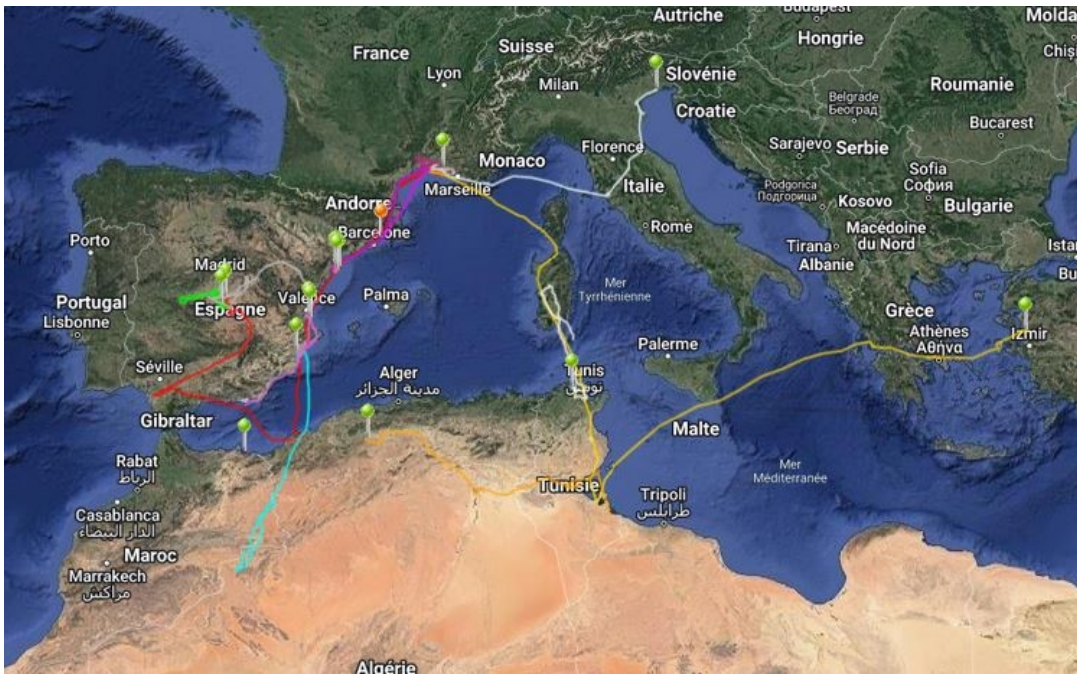 Autriche
Budapest
Molda
Suisse
Hongrie
Chiși
France
Lyon
Slovénie
Milan
Roumanie
Croatie
Belgrade
Београд
Bucarest
Monaco
Florence
Sarajevo
Serbie
Marseille
Italie
Sofia
София
Andorre
Podgorica
Подгорица
Kosovo
Bulgarie
Barcelone
Rome
Macédoine
du Nord
Porto
Tirana
Albanie
Istan
Bu
Madrid
Mer
Tyrrhénienne
Portugal
Lisbonne
Espagne
Valence
Palma
Grèce
Athènes
Αθήνα
Izmir
Palerme
Séville
Alger
مدينة الجزائر
Tunis
تونس
Gibraltar
Malte
Rabat
الرباط
Mer
Méditerranée
Tunisie
Tripoli
طرابلس
Casablanca
الدار البيضاء
Maroc
Marrakech
مراكش
Algérie